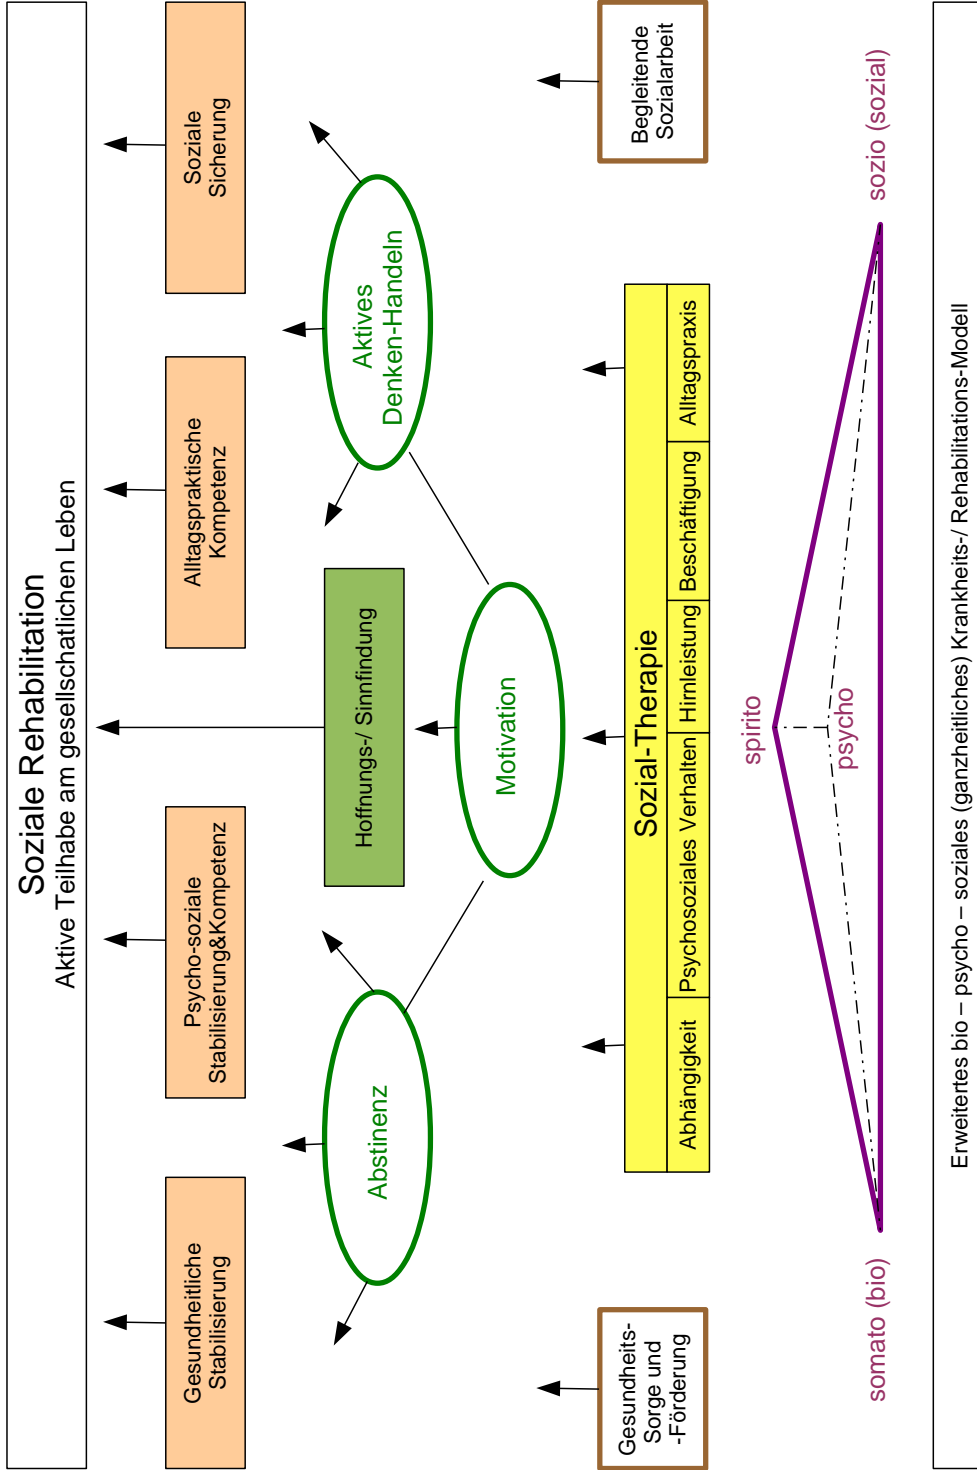 Soziale Rehabilitation
Aktive Teilhabe am gesellschatlichen Leben
Gesundheitliche
Stabilisierung
Psycho-soziale
Stabilisierung&Kompetenz
Alltagspraktische
Kompetenz
Soziale
Sicherung
Abstinenz
Hoffnungs-/ Sinnfindung
Aktives
Denken-Handeln
Motivation
Gesundheits-
Sorge und
-Förderung
Sozial-Therapie
Abhängigkeit
Psychosoziales Verhalten
Hirnleistung
Beschäftigung
Alltagspraxis
Begleitende
Sozialarbeit
spirito
psycho
somato (bio)
sozio (sozial)
Erweitertes bio – psycho – soziales (ganzheitliches) Krankheits-/ Rehabilitations-Modell